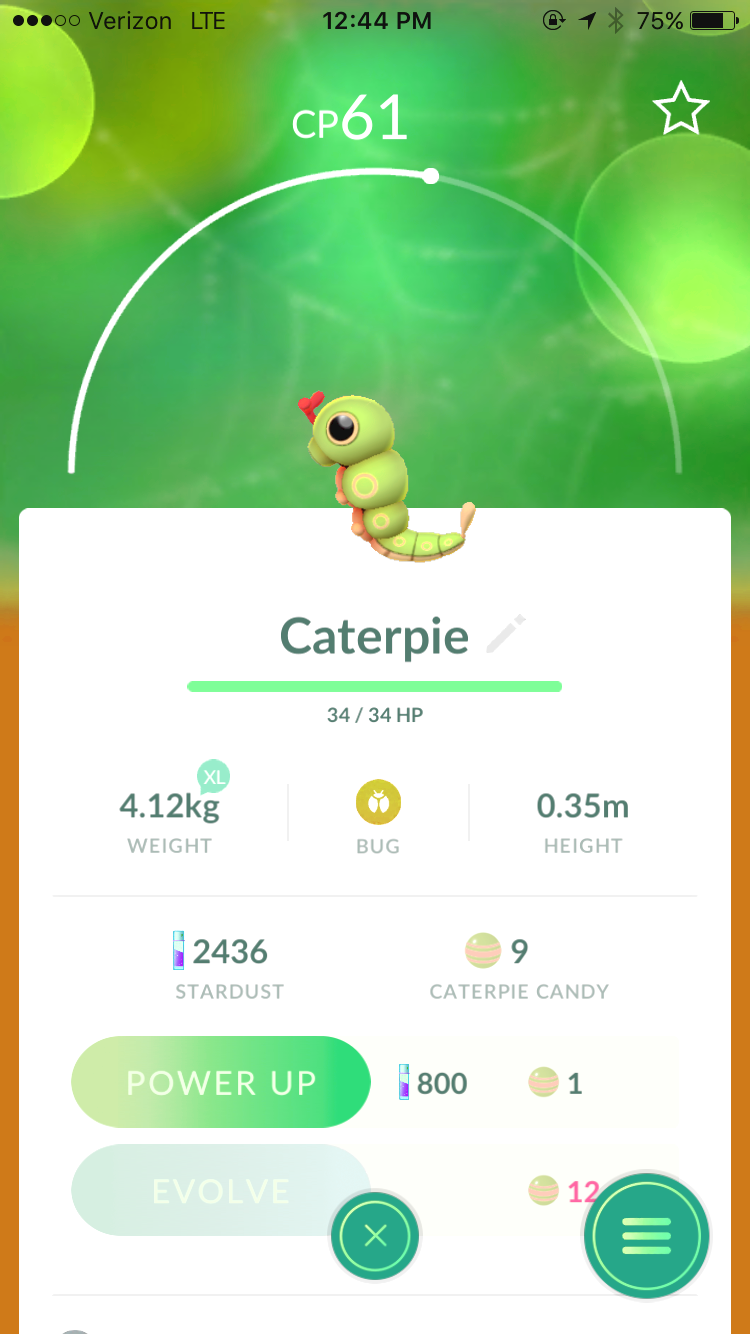 Verizon LTE 12:44 PM 75%
CP61
Caterpie
34 / 34 HP
XL
4.12kg 0.35m
WEIGHT BUG HEIGHT
2436 9
STARDUST CATERPIE CANDY
POWER UP 800 1
EVOLVE 12